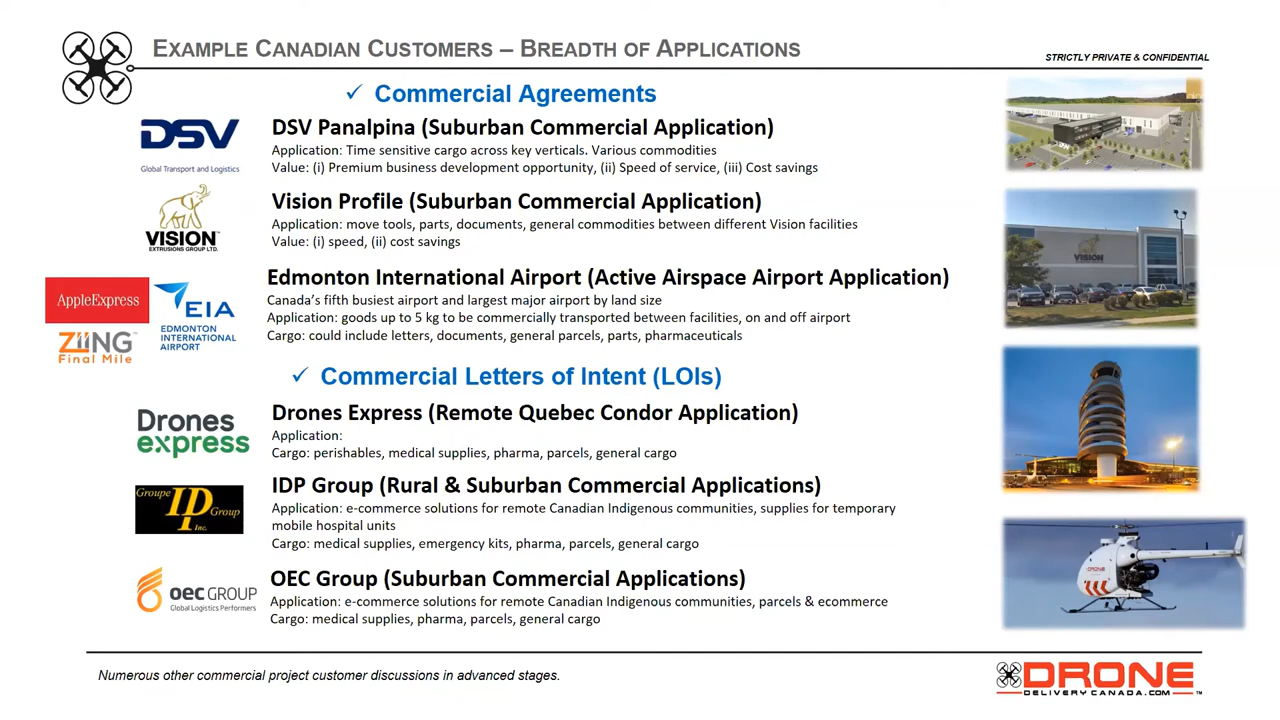 EXAMPLE CANADIAN CUSTOMERS – BREADTH OF APPLICATIONS
STRICTLY PRIVATE & CONFIDENTIAL
✓ Commercial Agreements
DSV
Global Transport and Logistics
DSV Panalpina (Suburban Commercial Application)
Application: Time sensitive cargo across key verticals. Various commodities
Value: (i) Premium business development opportunity, (ii) Speed of service, (iii) Cost savings
VISION
EXTRUSIONS GROUP LTD.
Vision Profile (Suburban Commercial Application)
Application: move tools, parts, documents, general commodities between different Vision facilities
Value: (i) speed, (ii) cost savings
VISION
AppleExpress
ZIING
Final Mile
EIA
EDMONTON
INTERNATIONAL
AIRPORT
Edmonton International Airport (Active Airspace Airport Application)
Canada's fifth busiest airport and largest major airport by land size
Application: goods up to 5 kg to be commercially transported between facilities, on and off airport
Cargo: could include letters, documents, general parcels, parts, pharmaceuticals
✓ Commercial Letters of Intent (LOIs)
Drones
express
Drones Express (Remote Quebec Condor Application)
Application:
Cargo: perishables, medical supplies, pharma, parcels, general cargo
Groupe IDP Group Inc.
IDP Group (Rural & Suburban Commercial Applications)
Application: e-commerce solutions for remote Canadian Indigenous communities, supplies for temporary
mobile hospital units
Cargo: medical supplies, emergency kits, pharma, parcels, general cargo
oec GROUP
Global Logistics Performers
OEC Group (Suburban Commercial Applications)
Application: e-commerce solutions for remote Canadian Indigenous communities, parcels & ecommerce
Cargo: medical supplies, pharma, parcels, general cargo
DRONE
Numerous other commercial project customer discussions in advanced stages.
DRONE
DELIVERY CANADA.COM ™